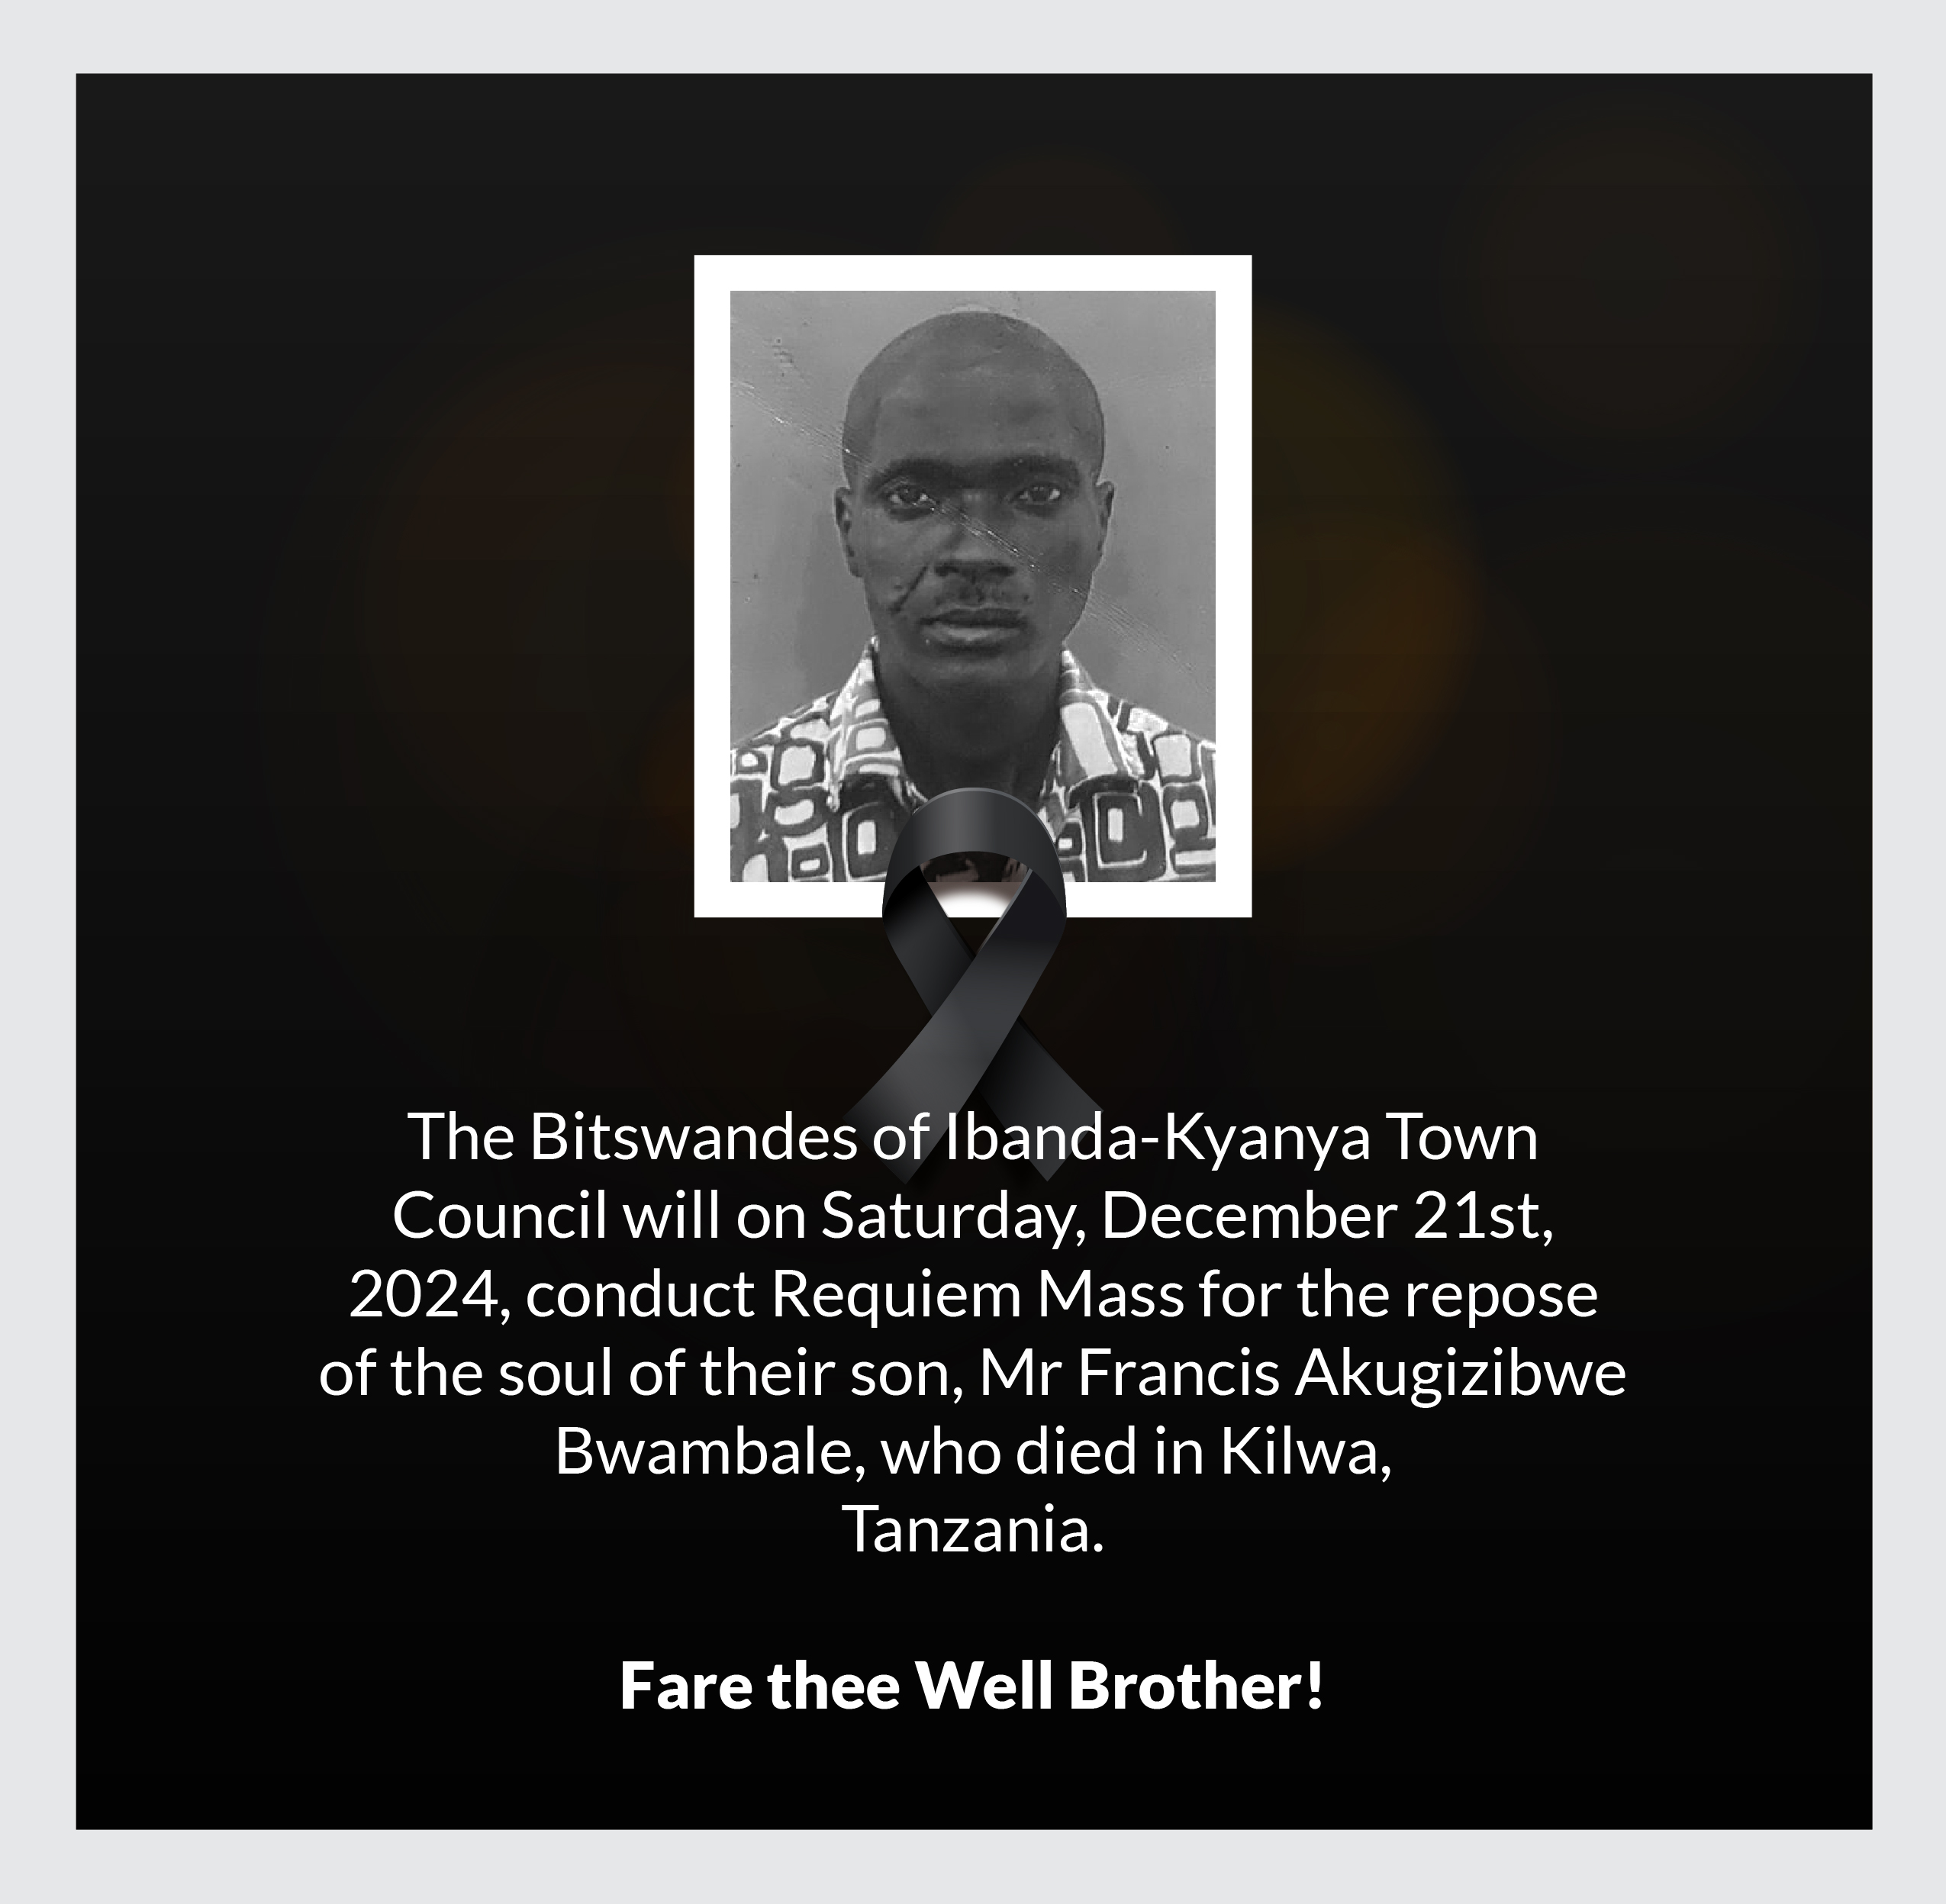 The Bitswandes of Ibanda-Kyanya Town
Council will on Saturday, December 21st,
2024, conduct Requiem Mass for the repose
of the soul of their son, Mr Francis Akugizibwe
Bwambale, who died in Kilwa,
Tanzania.
Fare thee Well Brother!